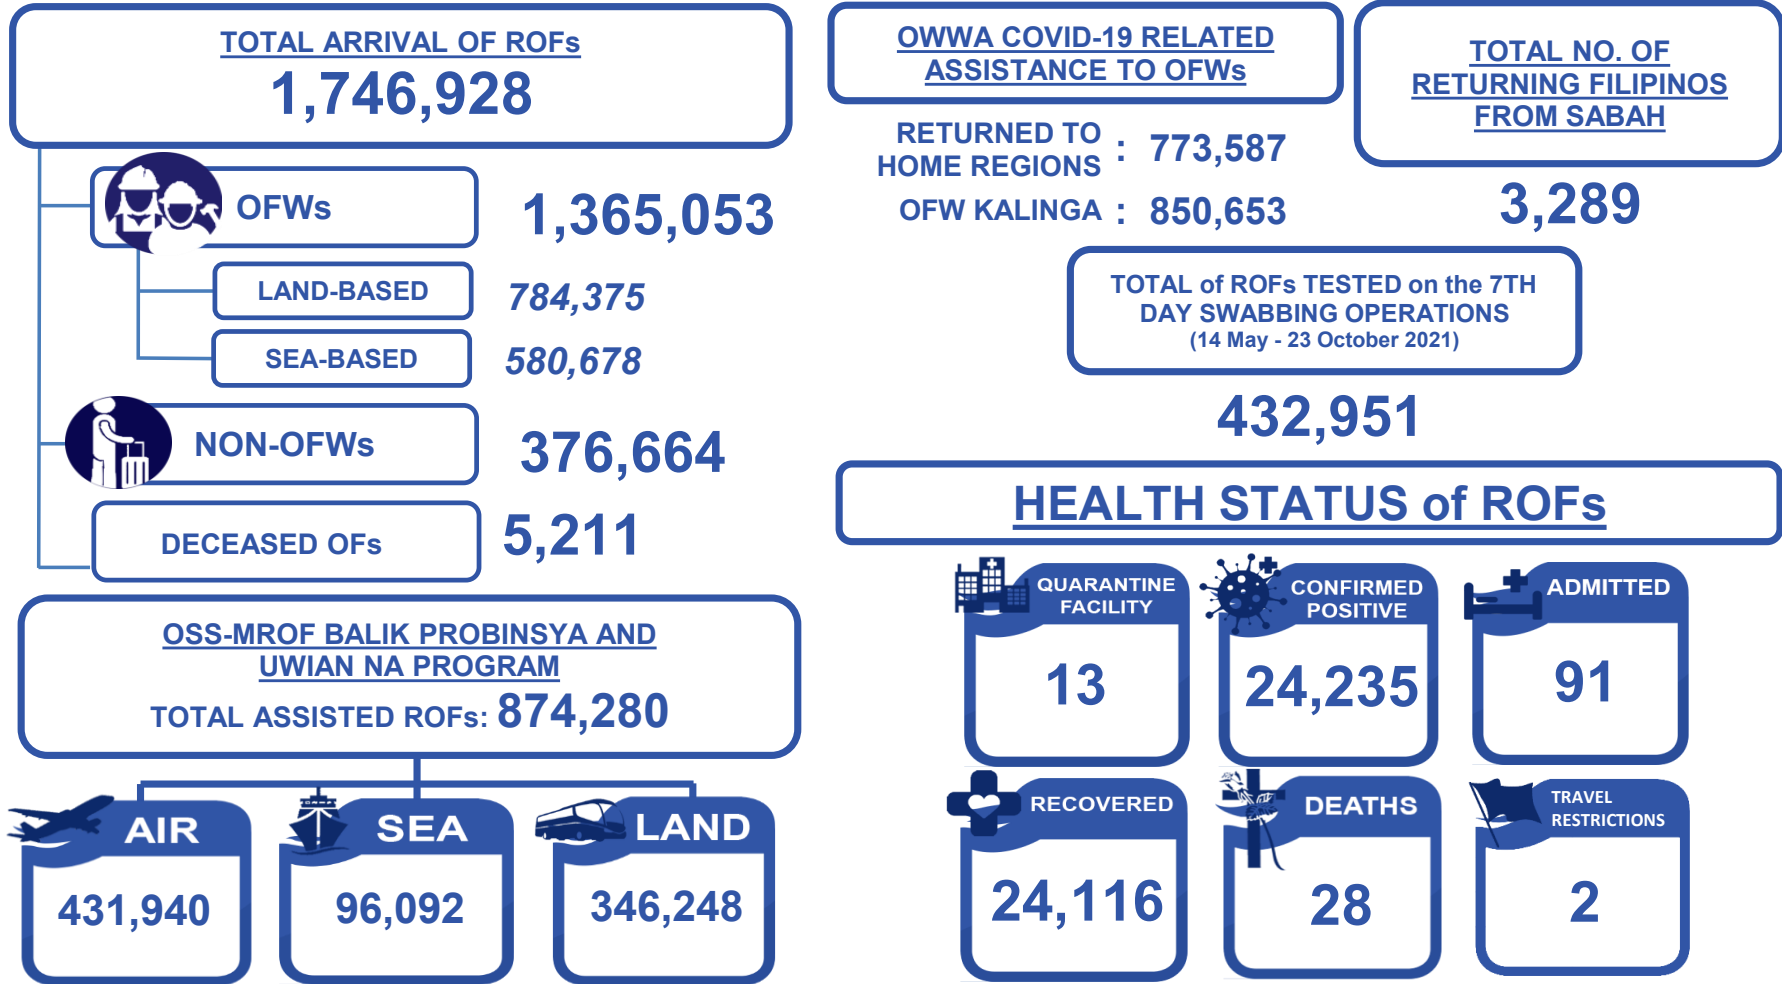 TOTAL ARRIVAL OF ROFs
1,746,928
OFWs
1,365,053
LAND-BASED
784,375
SEA-BASED
580,678
NON-OFWs
376,664
DECEASED OFs
5,211
OSS-MROF BALIK PROBINSYA AND
UWIAN NA PROGRAM
TOTAL ASSISTED ROFs: 874,280
AIR
431,940
SEA
96,092
LAND
346,248
OWWA COVID-19 RELATED
ASSISTANCE TO OFWs
RETURNED TO
HOME REGIONS : 773,587
OFW KALINGA : 850,653
TOTAL NO. OF
RETURNING FILIPINOS
FROM SABAH
3,289
TOTAL of ROFs TESTED on the 7TH
DAY SWABBING OPERATIONS
(14 May - 23 October 2021)
432,951
HEALTH STATUS of ROFs
QUARANTINE
FACILITY
13
CONFIRMED
POSITIVE
24,235
ADMITTED
91
RECOVERED
24,116
DEATHS
28
TRAVEL
RESTRICTIONS
2